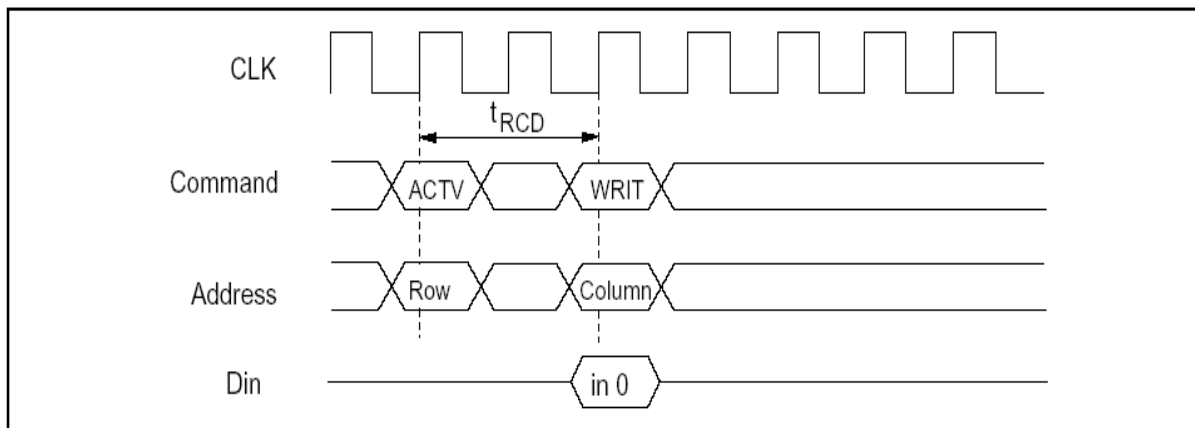 CLK
tRCD
Command ACTV WRIT
Address Row Column
Din in 0